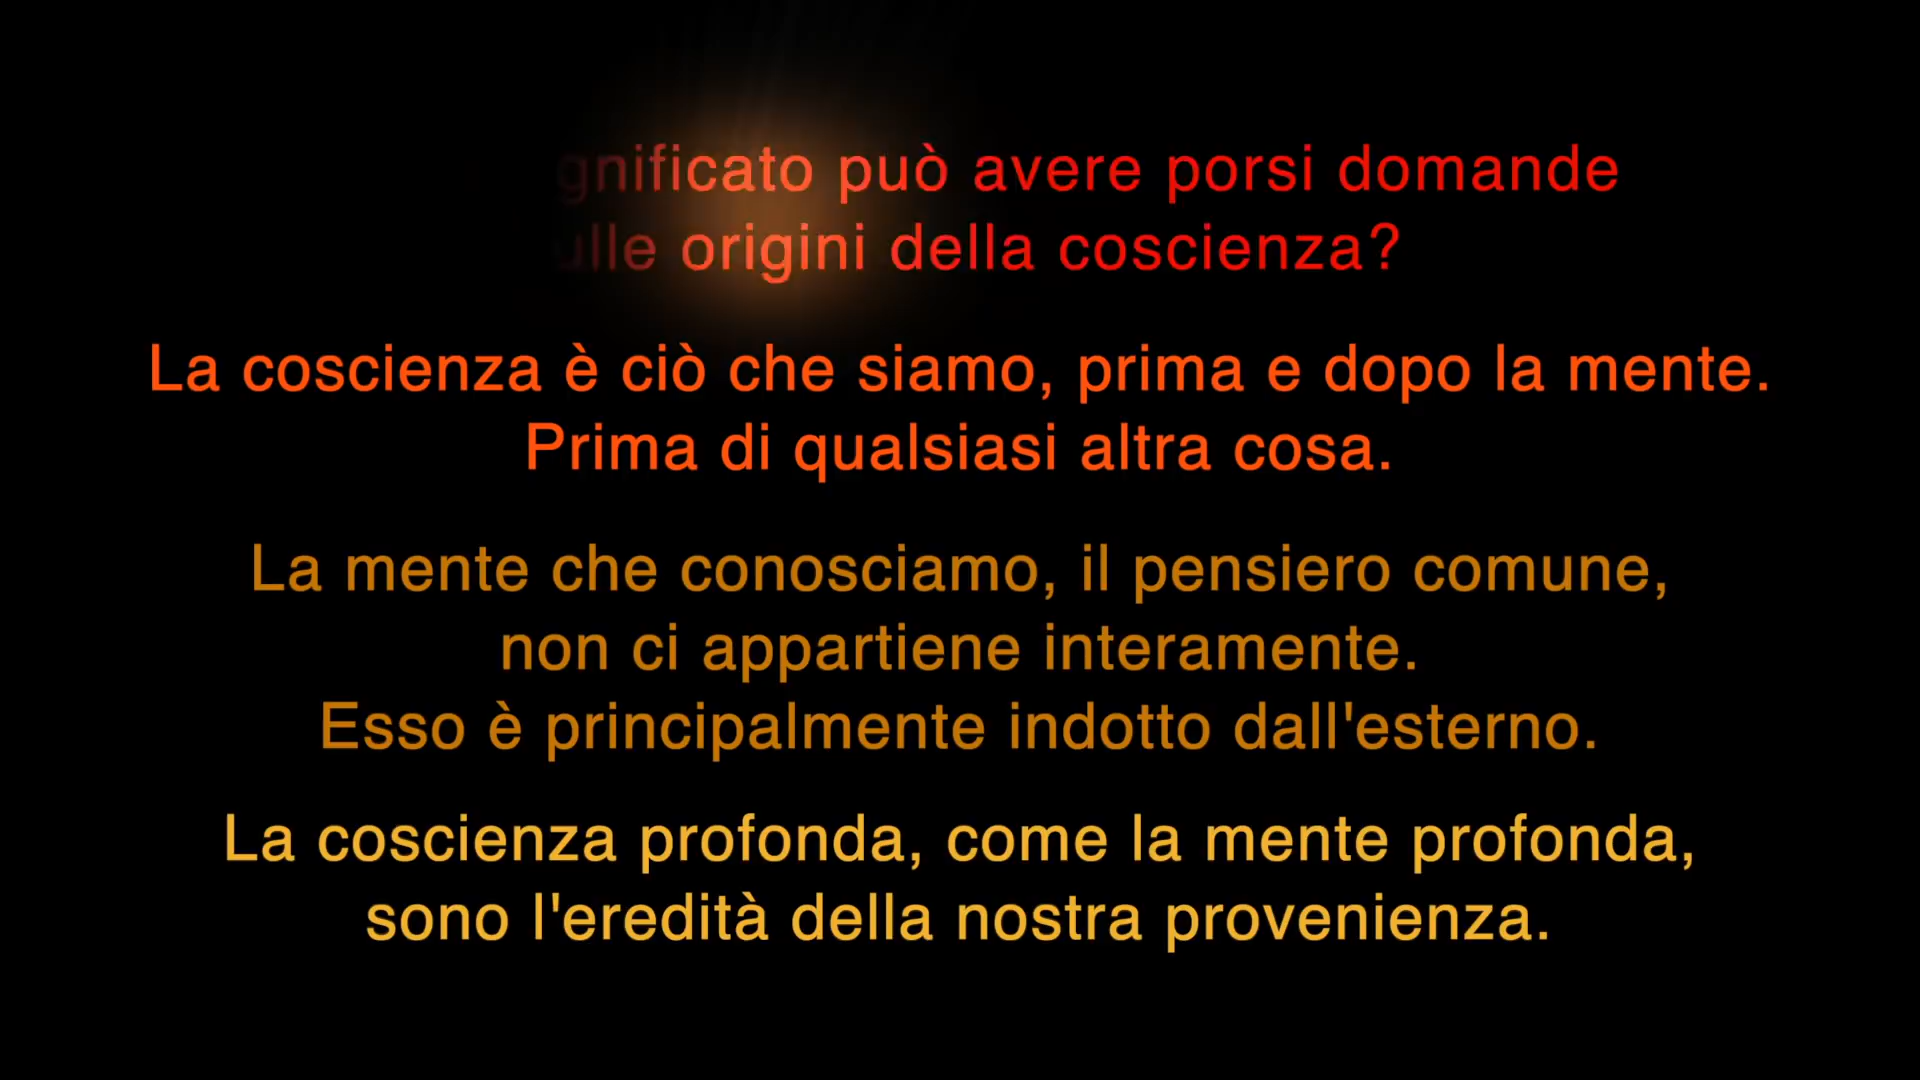 può avere porsi domande
origini della coscienza?
La coscienza è ciò che siamo, prima e dopo la mente.
Prima di qualsiasi altra cosa.
La mente che conosciamo, il pensiero comune,
non ci appartiene interamente.
Esso è principalmente indotto dall'esterno.
La coscienza profonda, come la mente profonda,
sono l'eredità della nostra provenienza.